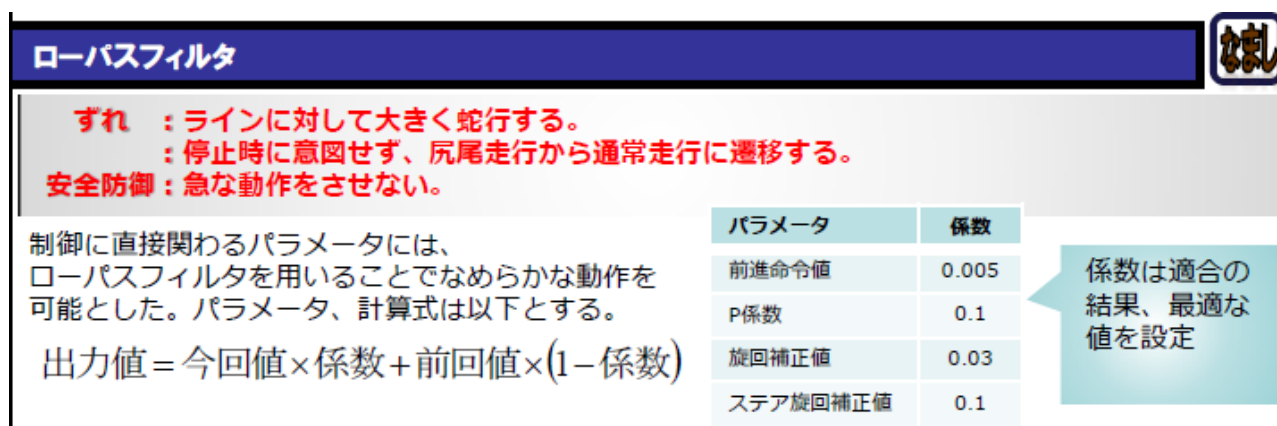 ローパスフィルタ
なまし
ずれ :ラインに対して大きく蛇行する。
:停止時に意図せず、尻尾走行から通常走行に遷移する。
安全防御:急な動作をさせない。
制御に直接関わるパラメータには、
ローパスフィルタを用いることでなめらかな動作を
可能とした。パラメータ、計算式は以下とする。
出力値=今回値×係数+前回値×(1−係数)
パラメータ 係数
前進命令値 0.005
P係数 0.1
旋回補正値 0.03
ステア旋回補正値 0.1
係数は適合の
結果、最適な
値を設定